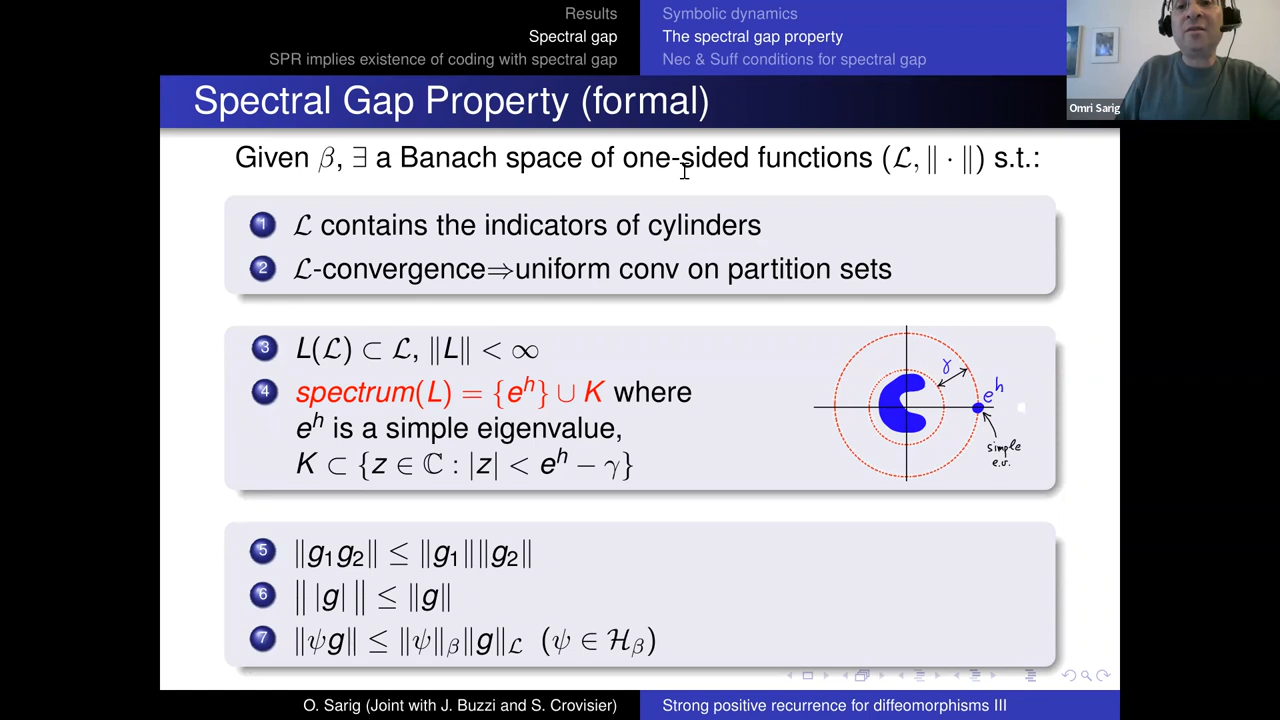 Results
Spectral gap
SPR implies existence of coding with spectral gap
Symbolic dynamics
The spectral gap property
Nec & Suff conditions for spectral gap
Omri Sarig
Spectral Gap Property (formal)
Given β, ∃ a Banach space of one-sided functions (ℒ, ‖ · ‖) s.t.:
1 ℒ contains the indicators of cylinders
2 ℒ-convergence⇒uniform conv on partition sets
3 L(ℒ) ⊂ ℒ, ‖L‖ < ∞
4 spectrum(L) = {e^h} ∪ K where
e^h is a simple eigenvalue,
K ⊂ {z ∈ ℂ : |z| < e^h − γ}
γ
e^h
simple
e.v.
5 ‖g₁g₂‖ ≤ ‖g₁‖‖g₂‖
6 ‖ |g| ‖ ≤ ‖g‖
7 ‖ψg‖ ≤ ‖ψ‖_β‖g‖_ℒ (ψ ∈ ℋ_β)
O. Sarig (Joint with J. Buzzi and S. Crovisier)
Strong positive recurrence for diffeomorphisms III